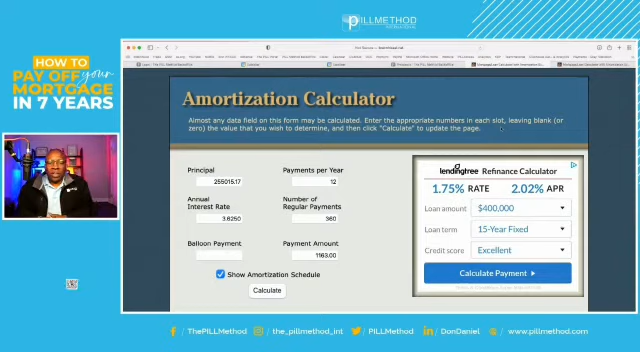 PILLMETHOD
HOW TO
PAY OFF your
MORTGAGE
IN 7 YEARS
Amortization Calculator
Almost any data field on this form may be calculated. Enter the appropriate numbers in each slot, leaving blank (or
zero) the value that you wish to determine, and then click "Calculate" to update the page.
Principal
255015.17
Payments per Year
12
Annual
Interest Rate
3.6250
Number of
Regular Payments
360
Balloon Payment
Payment Amount
1163.00
Show Amortization Schedule
Calculate
lendingtree Refinance Calculator
1.75% RATE 2.02% APR
Loan amount $400,000
Loan term 15-Year Fixed
Credit score Excellent
Calculate Payment
/ThePILLMethod
/the_pillmethod_int
/PILLMethod
/DonDaniel
www.pillmethod.com